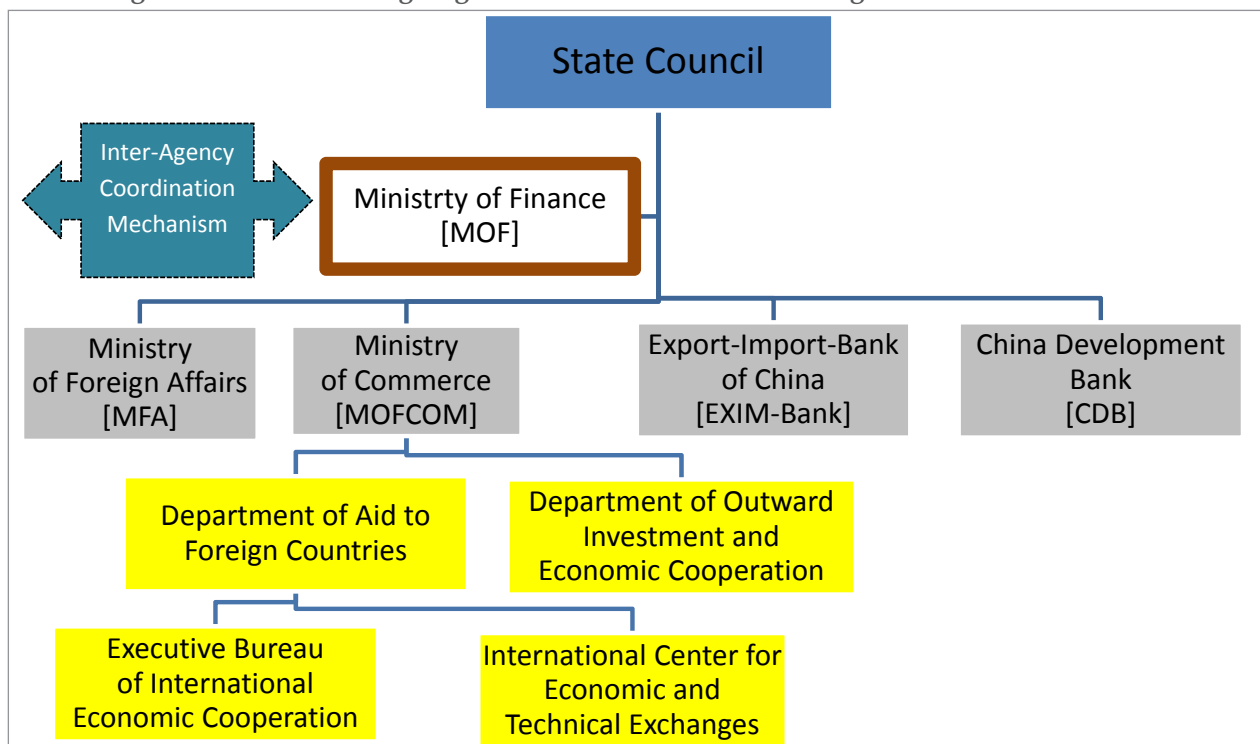 State Council
Inter-Agency
Coordination
Mechanism
Ministrty of Finance
[MOF]
Ministry
of Foreign Affairs
[MFA]
Ministry
of Commerce
[MOFCOM]
Export-Import-Bank
of China
[EXIM-Bank]
China Development
Bank
[CDB]
Department of Aid to
Foreign Countries
Department of Outward
Investment and
Economic Cooperation
Executive Bureau
of International
Economic Cooperation
International Center for
Economic and
Technical Exchanges